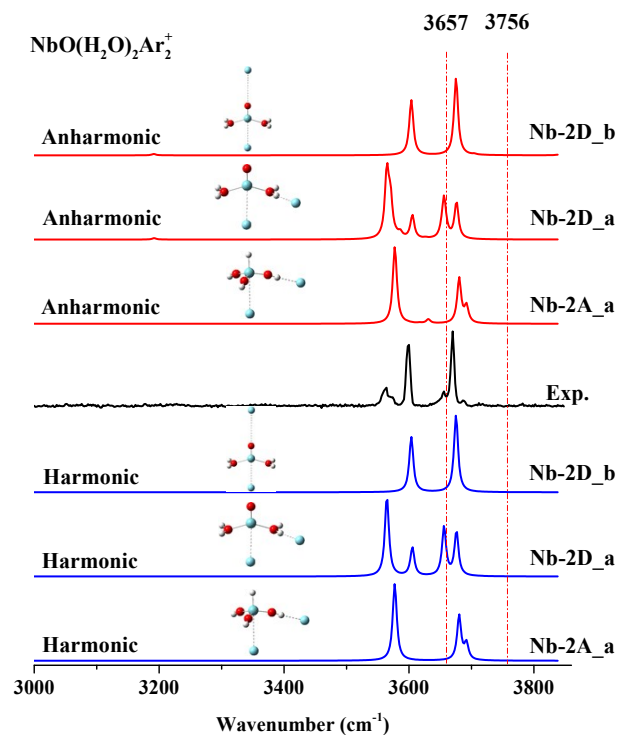 3657 3756
NbO(H₂O)₂Ar₂⁺
Anharmonic Nb-2D_b
Anharmonic Nb-2D_a
Anharmonic Nb-2A_a
Exp.
Harmonic Nb-2D_b
Harmonic Nb-2D_a
Harmonic Nb-2A_a
3000 3200 3400 3600 3800
Wavenumber (cm⁻¹)